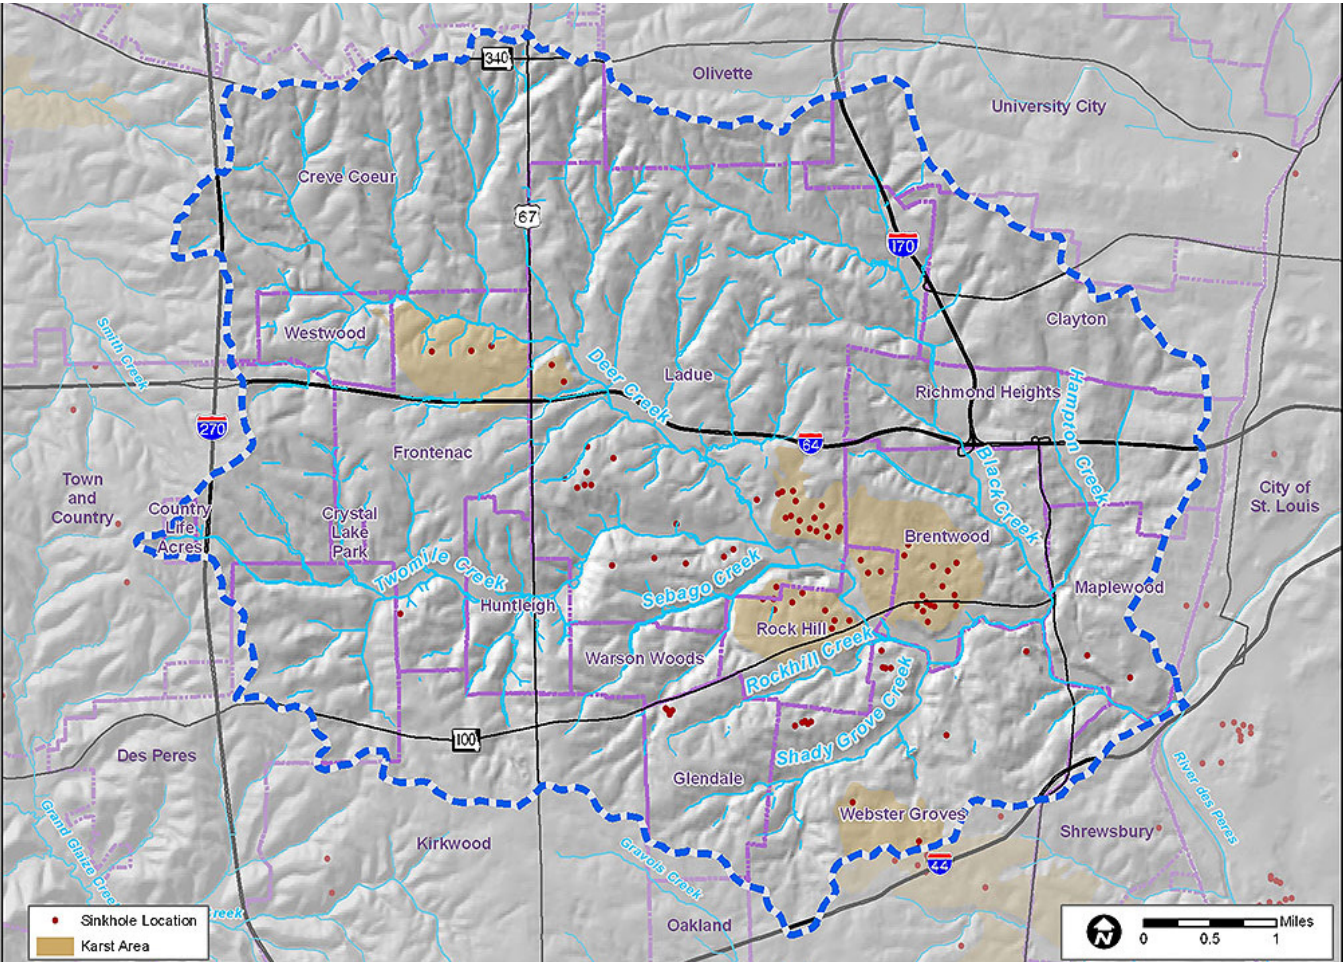 340
Olivette
University City
Creve Coeur
67
170
Smith Creek
Westwood
Clayton
Deer Creek
Ladue
Richmond Heights
Hampton Creek
270
64
Frontenac
Black Creek
Town
and
Country
Country
Life
Acres
Crystal
Lake
Park
City of
St. Louis
Brentwood
Twomile Creek
Sebago Creek
Maplewood
Huntleigh
Rock Hill
Warson Woods
Rockhill Creek
Shady Grove Creek
100
Des Peres
Glendale
River des Peres
Grand Glaize Cree
Webster Groves
Shrewsbury
Kirkwood
Gravois Creek
44
Creek
Oakland
Sinkhole Location
Karst Area
N
Miles
0 0.5 1